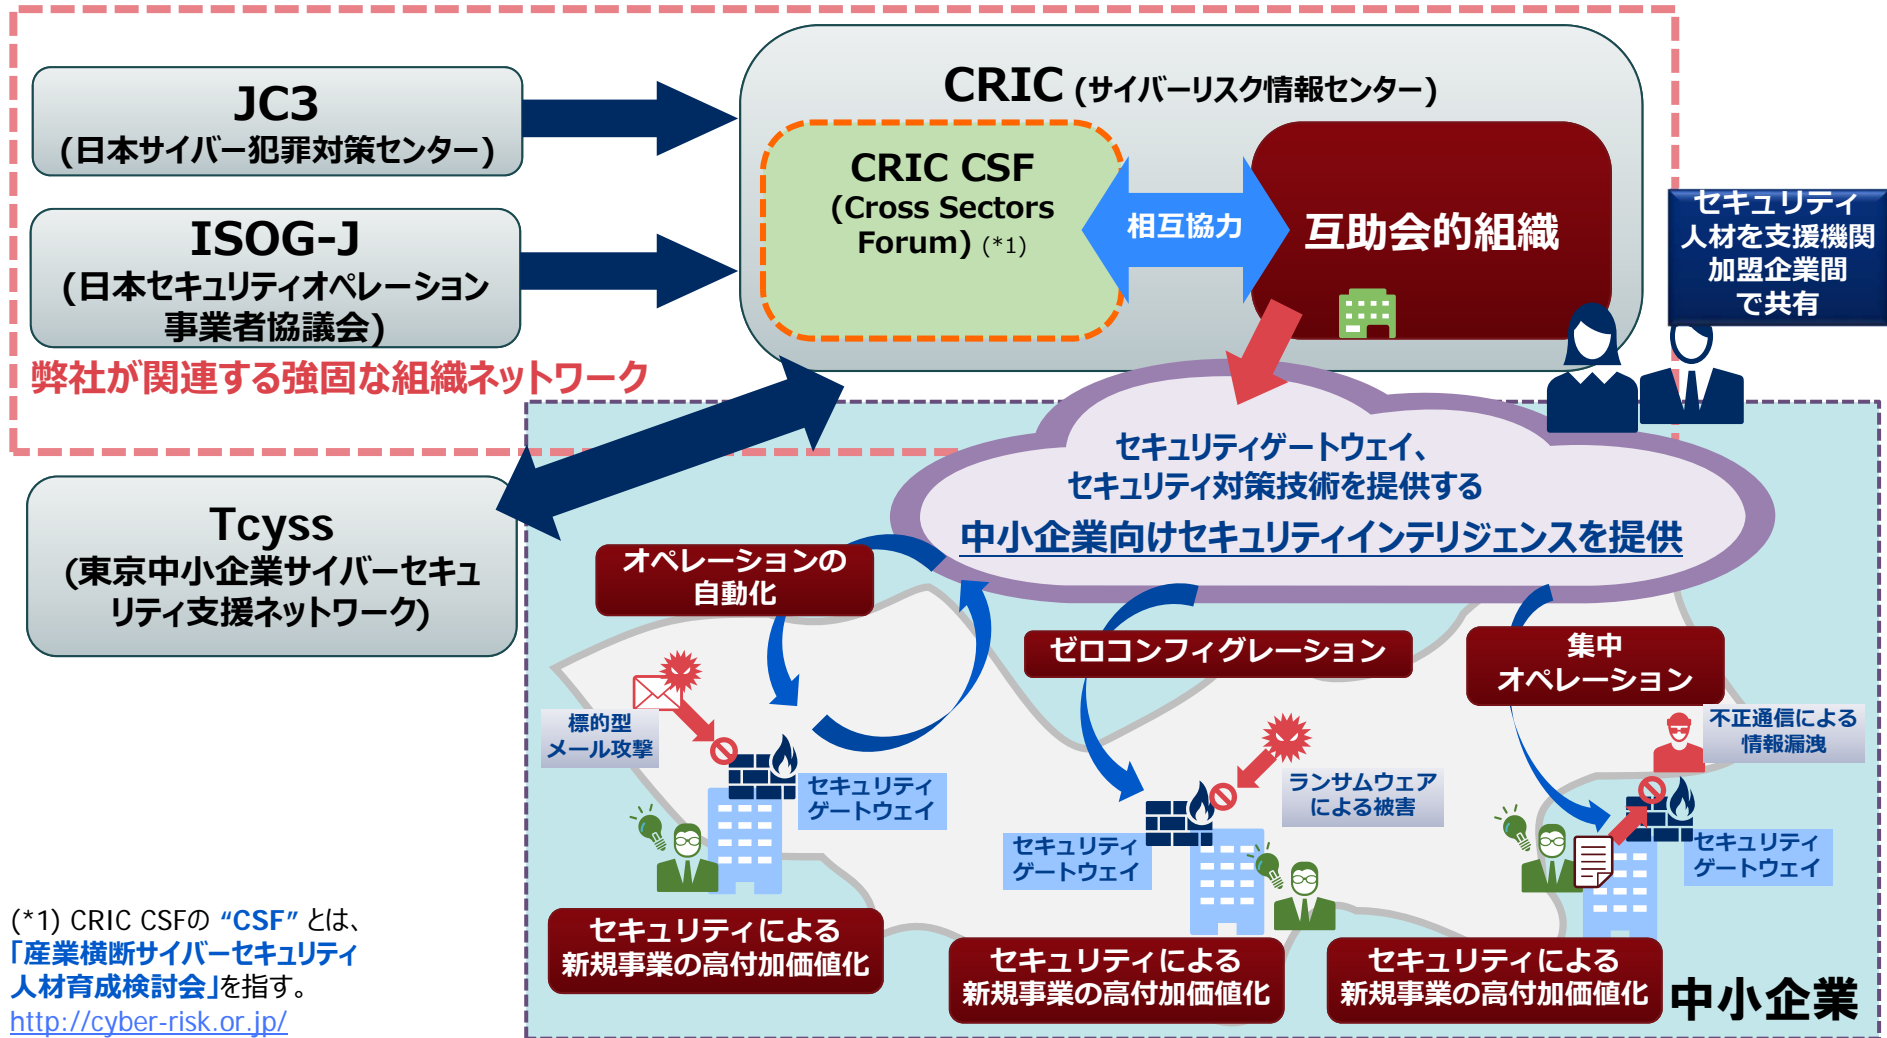 JC3
(日本サイバー犯罪対策センター)
ISOG-J
(日本セキュリティオペレーション
事業者協議会)
弊社が関連する強固な組織ネットワーク
CRIC (サイバーリスク情報センター)
CRIC CSF
(Cross Sectors
Forum) (*1)
相互協力
互助会的組織
セキュリティ
人材を支援機関
加盟企業間
で共有
Tcyss
(東京中小企業サイバーセキュ
リティ支援ネットワーク)
セキュリティゲートウェイ、
セキュリティ対策技術を提供する
中小企業向けセキュリティインテリジェンスを提供
オペレーションの
自動化
ゼロコンフィグレーション
集中
オペレーション
標的型
メール攻撃
セキュリティ
ゲートウェイ
ランサムウェア
による被害
セキュリティ
ゲートウェイ
不正通信による
情報漏洩
セキュリティ
ゲートウェイ
セキュリティによる
新規事業の高付加価値化
セキュリティによる
新規事業の高付加価値化
セキュリティによる
新規事業の高付加価値化
中小企業
(*1) CRIC CSFの “CSF” とは、
「産業横断サイバーセキュリティ
人材育成検討会」を指す。
http://cyber-risk.or.jp/